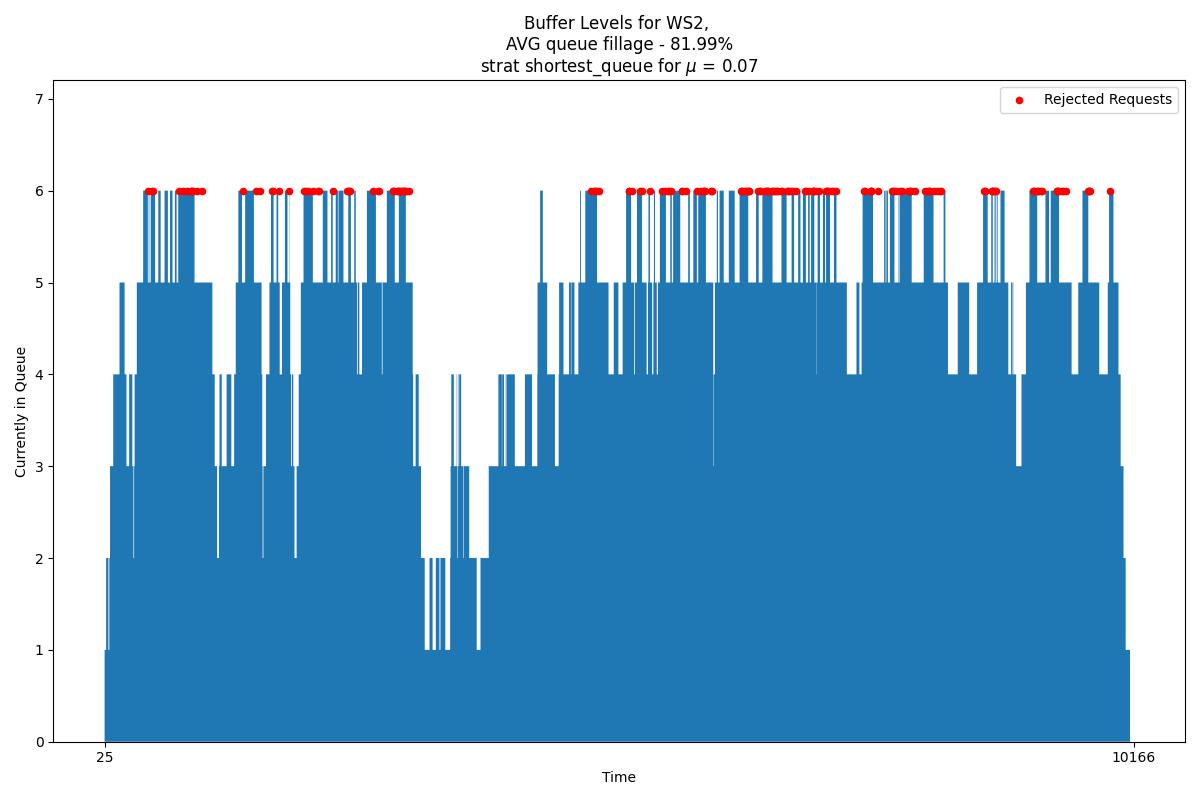 Buffer Levels for WS2,
AVG queue fillage - 81.99%
strat shortest_queue for μ = 0.07
Rejected Requests
Currently in Queue
7
6
5
4
3
2
1
0
25
10166
Time